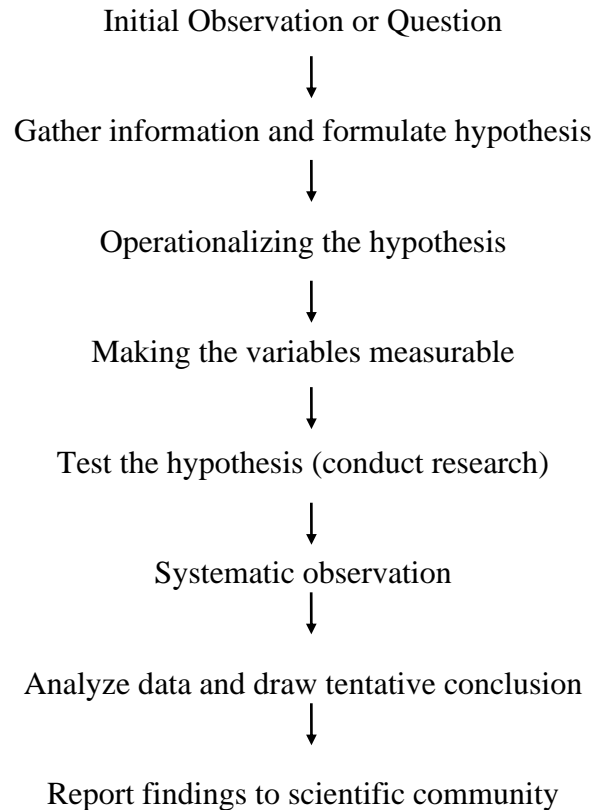 Initial Observation or Question
Gather information and formulate hypothesis
Operationalizing the hypothesis
Making the variables measurable
Test the hypothesis (conduct research)
Systematic observation
Analyze data and draw tentative conclusion
Report findings to scientific community